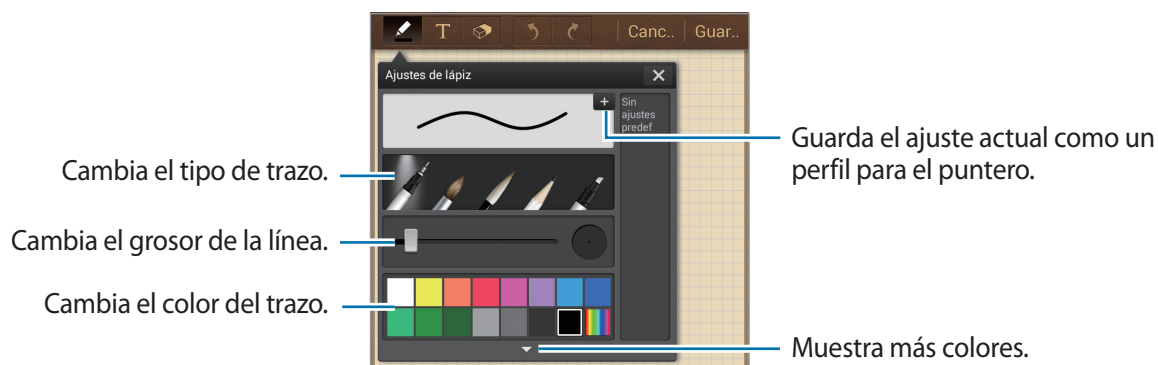 T Canc.. Guar..
Ajustes de lápiz
Sin
ajustes
predef
Guarda el ajuste actual como un
perfil para el puntero.
Cambia el tipo de trazo.
Cambia el grosor de la línea.
Cambia el color del trazo.
Muestra más colores.